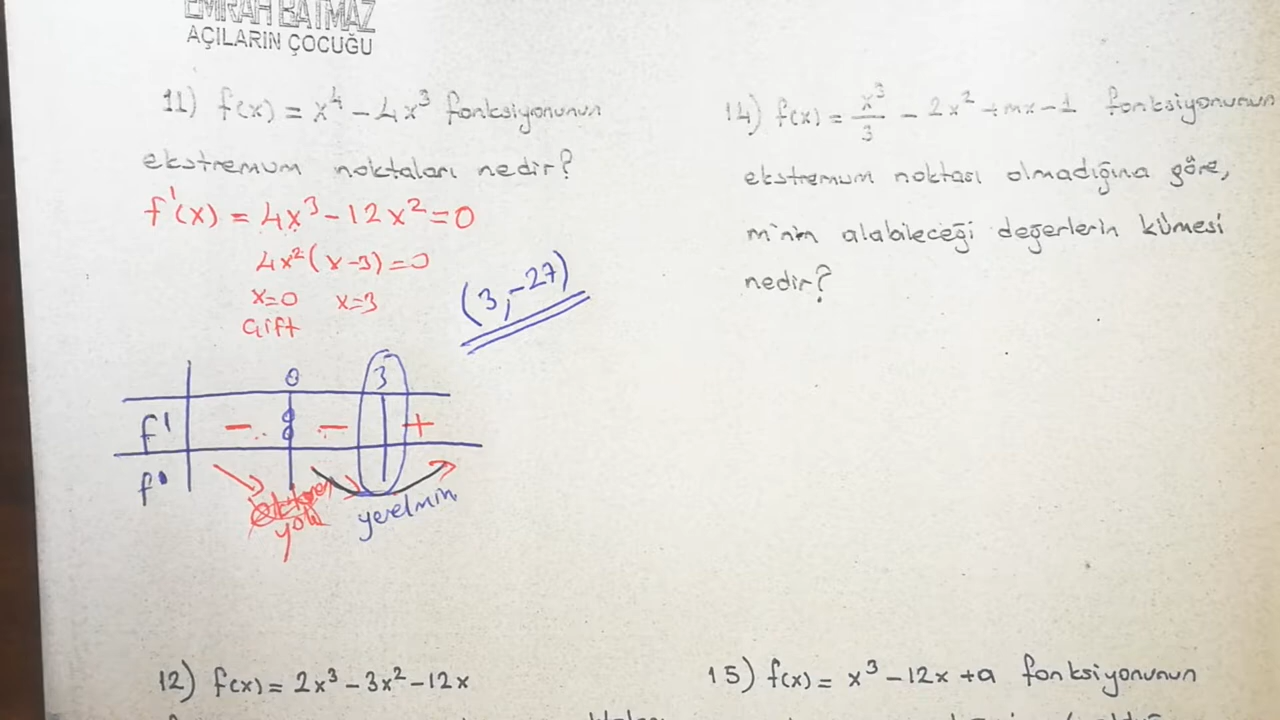 EMRAH BATMAZ
AÇILARIN ÇOCUĞU
11) f(x) = x⁴ - 4x³ fonksiyonunun
ekstremum noktaları nedir?
f'(x) = 4x³ - 12x² = 0
4x²(x-3) = 0
x=0 x=3
Çift
(3,-27)
0 3
f' - - +
f
yok
yerelmin
12) f(x) = 2x³ - 3x² - 12x
14) f(x) = x³/3 - 2x² + mx - 1 fonksiyonunun
ekstremum noktası olmadığına göre,
m'nin alabileceği değerlerin kümesi
nedir?
15) f(x) = x³ - 12x + a fonksiyonunun